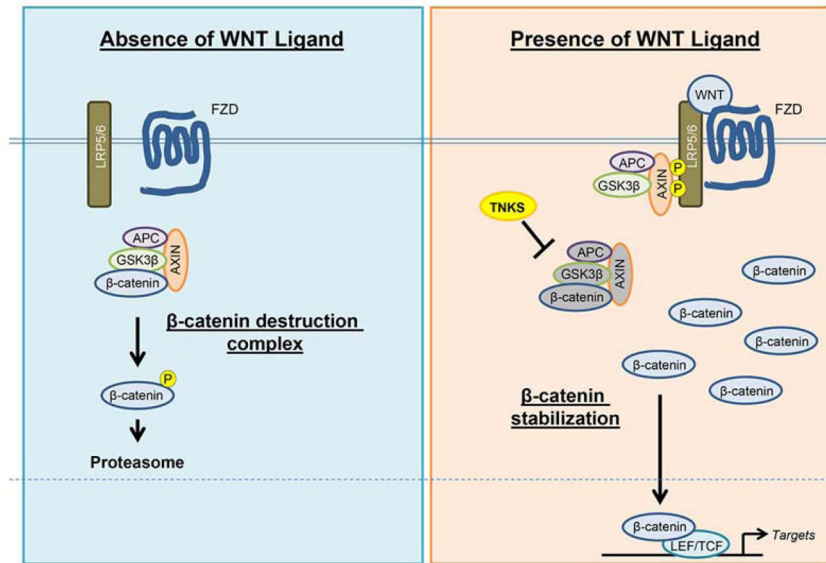 Absence of WNT Ligand
LRP5/6
FZD
APC
GSK3β
AXIN
β-catenin
β-catenin destruction
complex
P
β-catenin
Proteasome
Presence of WNT Ligand
WNT
FZD
LRP5/6
APC
P
GSK3β
AXIN
P
TNKS
APC
GSK3β
AXIN
β-catenin
β-catenin
β-catenin
β-catenin
β-catenin
β-catenin
β-catenin
stabilization
β-catenin
LEF/TCF
Targets